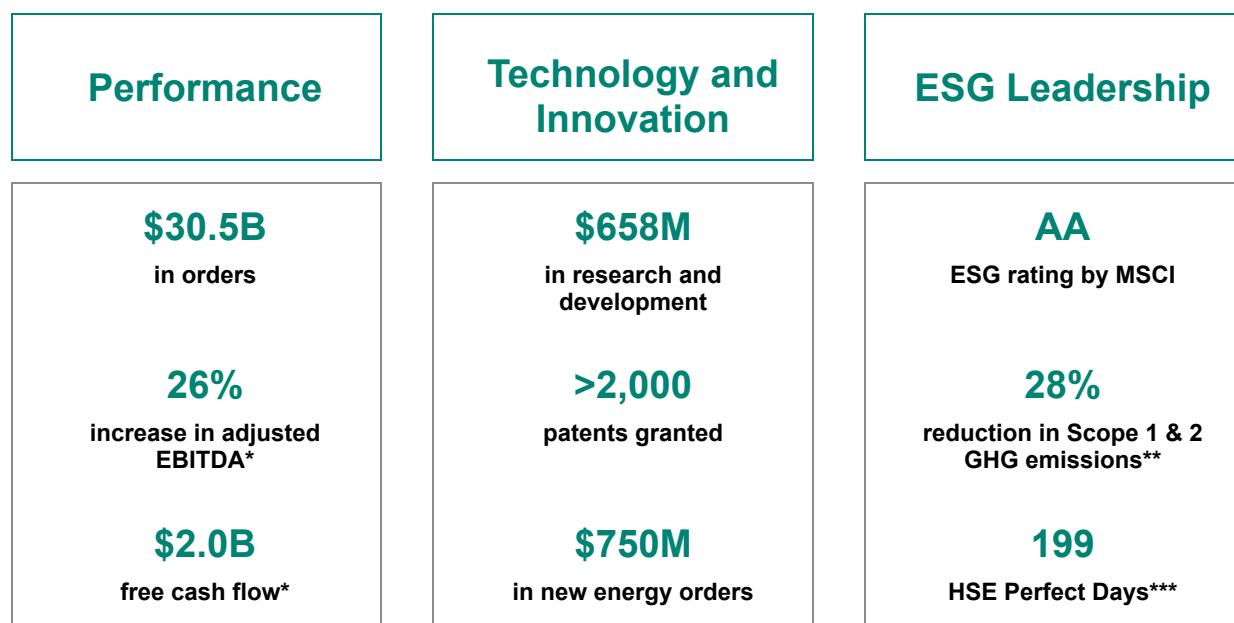 Performance
$30.5B
in orders
26%
increase in adjusted
EBITDA*
$2.0B
free cash flow*
Technology and
Innovation
$658M
in research and
development
>2,000
patents granted
$750M
in new energy orders
ESG Leadership
AA
ESG rating by MSCI
28%
reduction in Scope 1 & 2
GHG emissions**
199
HSE Perfect Days***